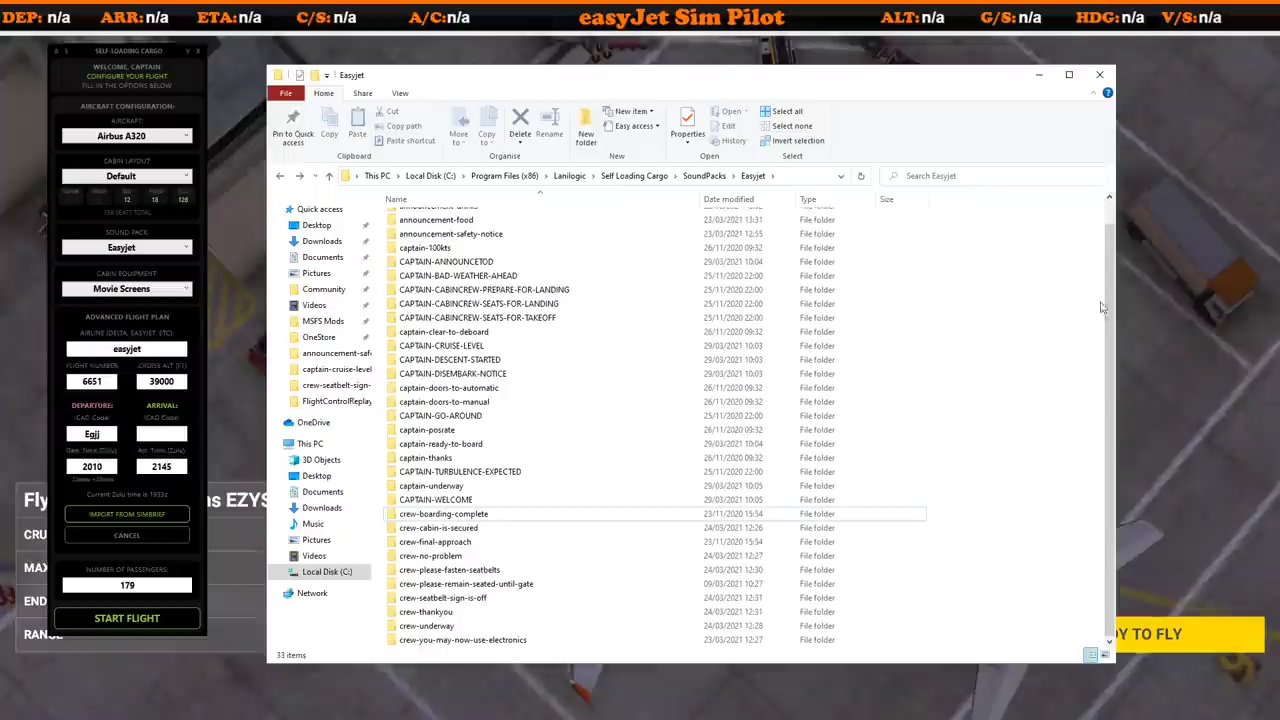 DEP: n/a ARR: n/a ETA: n/a C/S: n/a A/C: n/a easyJet Sim Pilot ALT: n/a G/S: n/a HDG: n/a V/S: n/a
SELF-LOADING CARGO
WELCOME, CAPTAIN
CONFIGURE YOUR FLIGHT
FILL IN THE OPTIONS BELOW
AIRCRAFT CONFIGURATION:
AIRCRAFT:
Airbus A320
CABIN LAYOUT
Default
12 18 128
158 SEATS TOTAL
SOUND PACK:
Easyjet
CABIN EQUIPMENT:
Movie Screens
ADVANCED FLIGHT PLAN
AIRLINE (DELTA, EASYJET, ETC):
easyjet
FLIGHT NUMBER: CRUISE ALT (FT)
6651 39000
DEPARTURE: ARRIVAL:
ICAO Code: ICAO Code:
Egjj
2010 2145
Current Zulu time is 1933z
IMPORT FROM SIMBRIEF
CANCEL
NUMBER OF PASSENGERS:
179
START FLIGHT
Easyjet
File Home Share View
Pin to Quick access
Copy
Paste
Cut
Copy path
Paste shortcut
Clipboard
Move to
Copy to
Delete
Rename
Organise
New folder
New item
Easy access
New
Properties
Open
Edit
History
Open
Select all
Select none
Invert selection
Select
This PC > Local Disk (C:) > Program Files (x86) > Lanilogic > Self Loading Cargo > SoundPacks > Easyjet >
Search Easyjet
Name Date modified Type Size
Quick access
Desktop
Downloads
Documents
Pictures
Community
Videos
MSFS Mods
OneStore
announcement-saf
captain-cruise-level
crew-seatbelt-sign-
FlightControlReplay
OneDrive
This PC
3D Objects
Desktop
Documents
Downloads
Music
Pictures
Videos
Local Disk (C:)
Network
announcement-food 23/03/2021 13:31 File folder
announcement-safety-notice 23/03/2021 12:55 File folder
captain-100kts 26/11/2020 09:32 File folder
CAPTAIN-ANNOUNCETOD 29/03/2021 10:04 File folder
CAPTAIN-BAD-WEATHER-AHEAD 25/11/2020 22:00 File folder
CAPTAIN-CABINCREW-PREPARE-FOR-LANDING 25/11/2020 22:00 File folder
CAPTAIN-CABINCREW-SEATS-FOR-LANDING 25/11/2020 22:00 File folder
CAPTAIN-CABINCREW-SEATS-FOR-TAKEOFF 25/11/2020 22:00 File folder
captain-clear-to-deboard 26/11/2020 09:32 File folder
CAPTAIN-CRUISE-LEVEL 29/03/2021 10:03 File folder
CAPTAIN-DESCENT-STARTED 29/03/2021 10:03 File folder
CAPTAIN-DISEMBARK-NOTICE 29/03/2021 10:03 File folder
captain-doors-to-automatic 26/11/2020 09:32 File folder
captain-doors-to-manual 26/11/2020 09:32 File folder
CAPTAIN-GO-AROUND 25/11/2020 22:00 File folder
captain-posrate 26/11/2020 09:32 File folder
captain-ready-to-board 29/03/2021 10:04 File folder
captain-thanks 26/11/2020 09:32 File folder
CAPTAIN-TURBULENCE-EXPECTED 25/11/2020 22:00 File folder
captain-underway 29/03/2021 10:05 File folder
CAPTAIN-WELCOME 29/03/2021 10:05 File folder
crew-boarding-complete 23/11/2020 15:54 File folder
crew-cabin-is-secured 24/03/2021 12:26 File folder
crew-final-approach 23/11/2020 15:54 File folder
crew-no-problem 24/03/2021 12:27 File folder
crew-please-fasten-seatbelts 24/03/2021 12:30 File folder
crew-please-remain-seated-until-gate 09/03/2021 10:27 File folder
crew-seatbelt-sign-is-off 24/03/2021 12:31 File folder
crew-thankyou 24/03/2021 12:31 File folder
crew-underway 24/03/2021 12:28 File folder
crew-you-may-now-use-electronics 23/03/2021 12:27 File folder
33 items
Fly
ns EZYS
CRU
MAX
END
RANGE
DY TO FLY